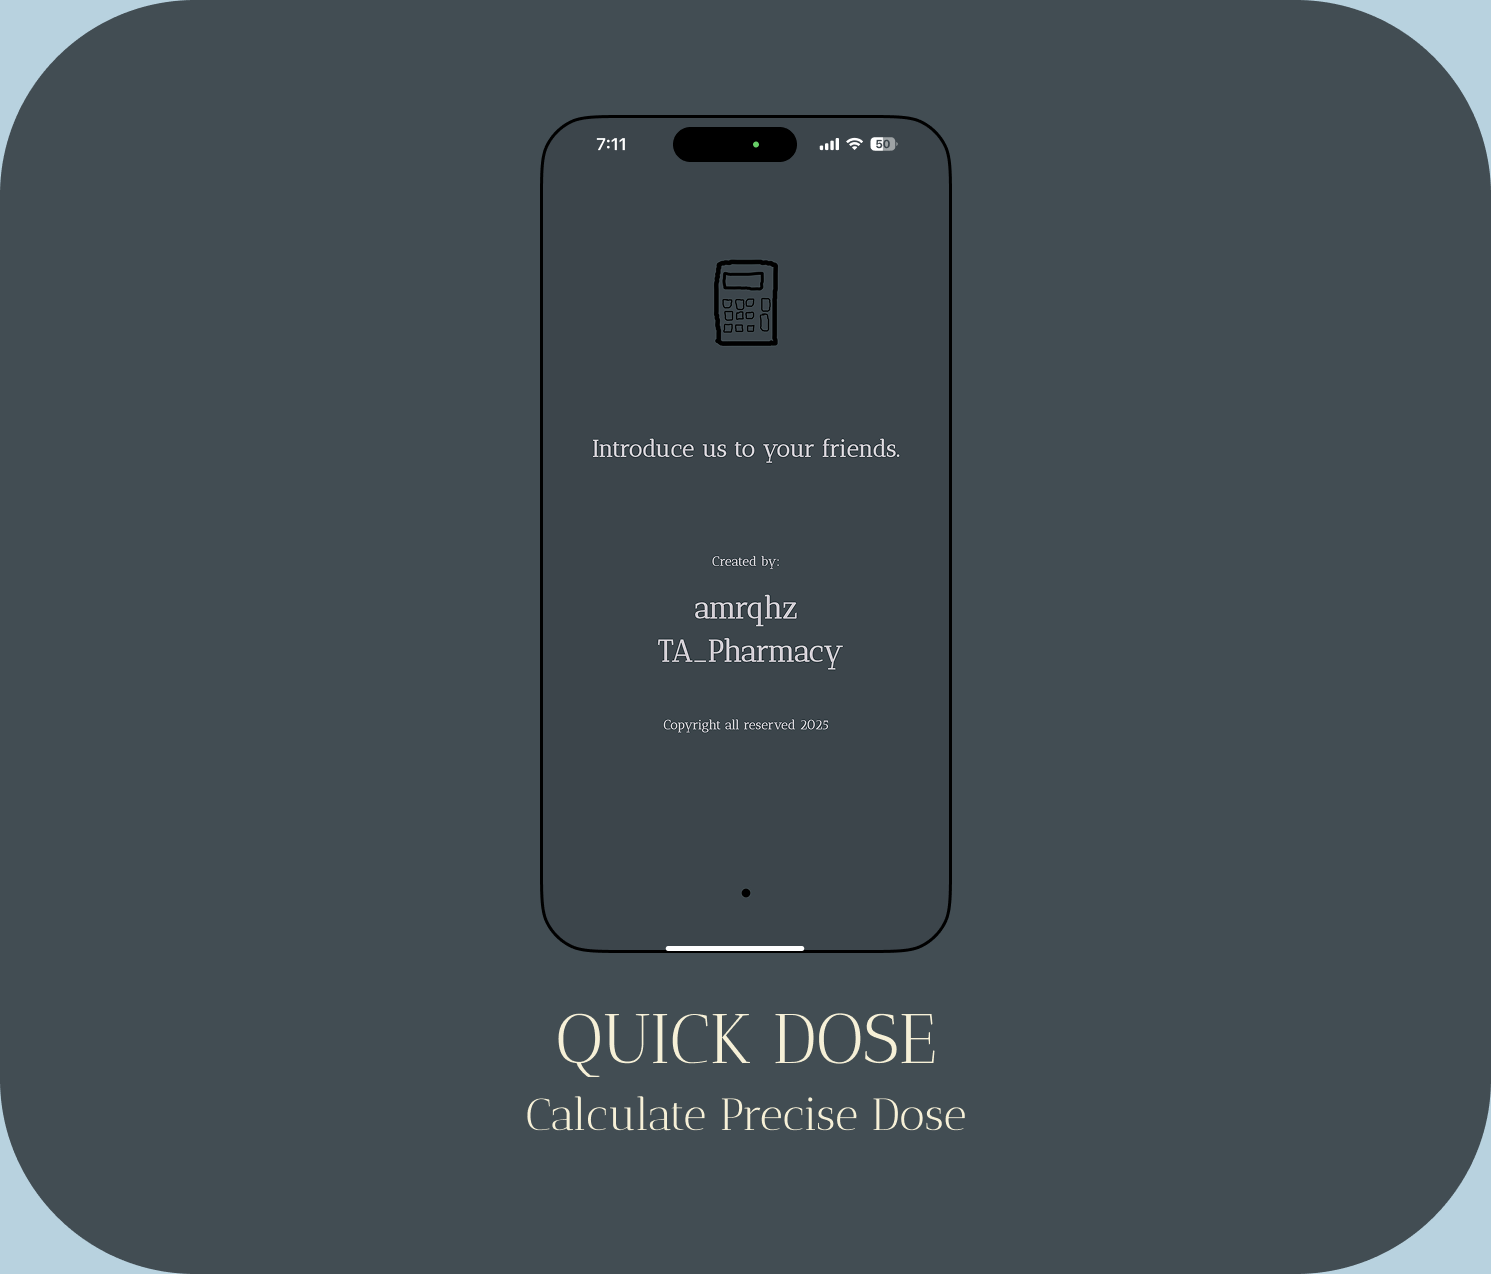 7:11
50
Introduce us to your friends.
Created by:
amrqhz
TA_Pharmacy
Copyright all reserved 2025
QUICK DOSE
Calculate Precise Dose